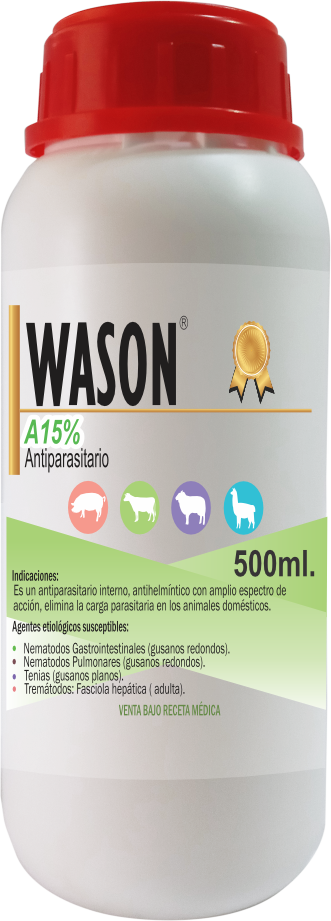 WASON®
A15%
Antiparasitario
500ml.
Indicaciones:
Es un antiparasitario interno, antihelmíntico con amplio espectro de
acción, elimina la carga parasitaria en los animales domésticos.
Agentes etiológicos susceptibles:
• Nematodos Gastrointestinales (gusanos redondos).
• Nematodos Pulmonares (gusanos redondos).
• Tenias (gusanos planos).
• Tremátodos: Fasciola hepática ( adulta).
VENTA BAJO RECETA MÉDICA